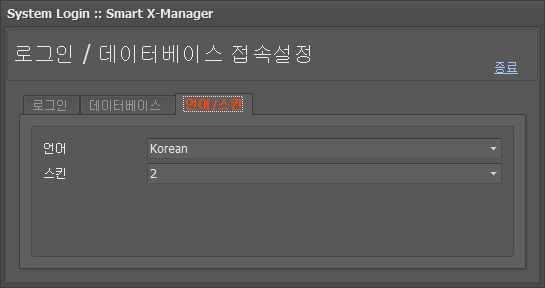 System Login :: Smart X-Manager
로그인 / 데이터베이스 접속설정
종료
로그인 데이터베이스 언어/스킨
언어 Korean
스킨 2